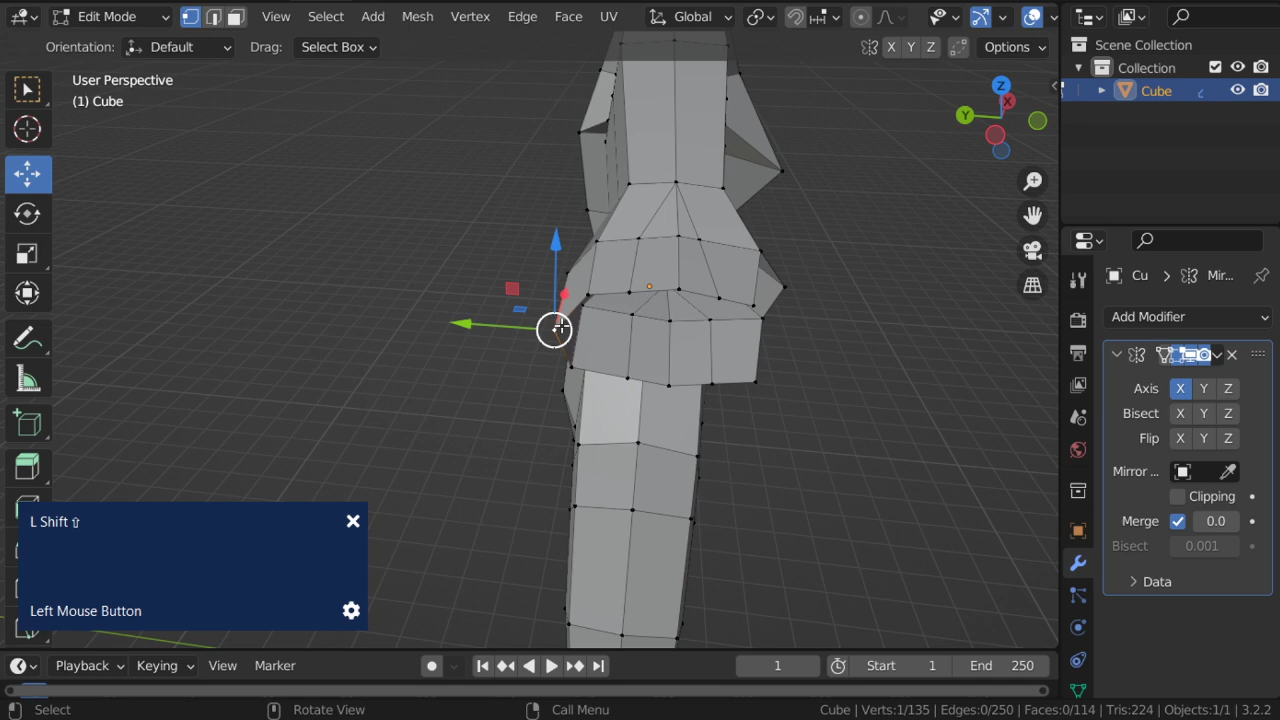 Edit Mode View Select Add Mesh Vertex Edge Face UV Global
Orientation: Default Drag: Select Box X Y Z Options
User Perspective
(1) Cube
Z
X
Y
Scene Collection
Collection
Cube
Cu > Mir...
Add Modifier
Axis X Y Z
Bisect X Y Z
Flip X Y Z
Mirror ...
Clipping
Merge 0.0
Bisect 0.001
Data
L Shift ⇧
Left Mouse Button
Playback Keying View Marker 1 Start 1 End 250
Select Rotate View Call Menu Cube | Verts:1/135 | Edges:0/250 | Faces:0/114 | Tris:224 | Objects:1/1 | 3.2.2